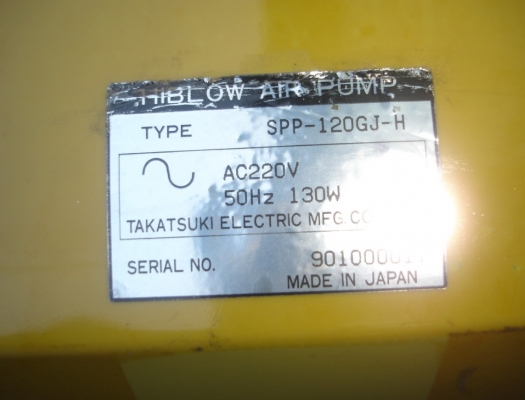 HIBLOW AIR PUMP
TYPE SPP-120GJ-H
AC220V
50Hz 130W
TAKATSUKI ELECTRIC MFG
SERIAL NO.
MADE IN JAPAN